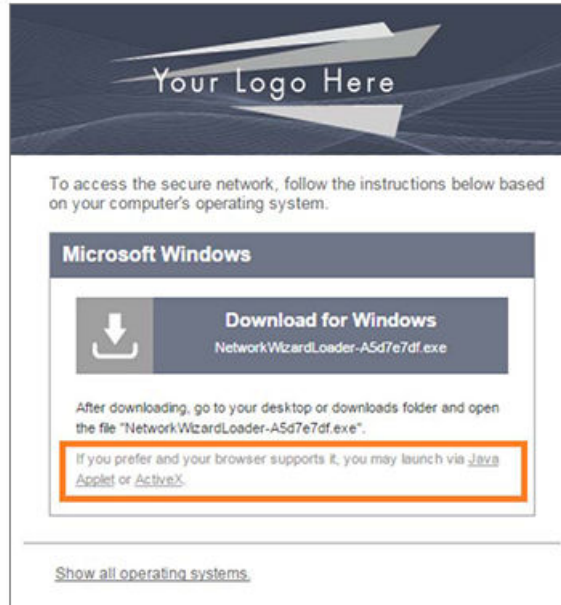 Your Logo Here
To access the secure network, follow the instructions below based
on your computer's operating system.
Microsoft Windows
Download for Windows
NetworkWizardLoader-A5d7e7df.exe
After downloading, go to your desktop or downloads folder and open
the file "NetworkWizardLoader-A5d7e7df.exe".
If you prefer and your browser supports it, you may launch via Java
Applet or ActiveX.
Show all operating systems.